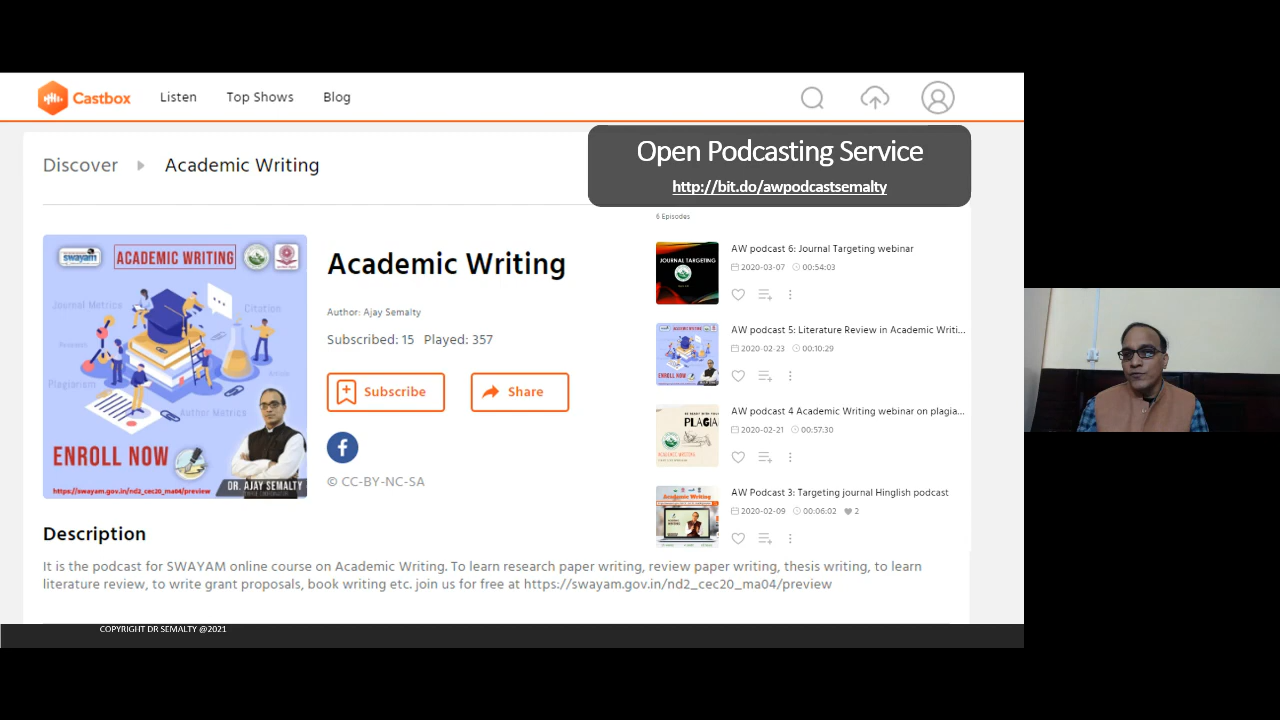 Castbox
Listen
Top Shows
Blog
Discover
Academic Writing
Open Podcasting Service
http://bit.do/awpodcastsemalty
swayam
ACADEMIC WRITING
Journal Metrics
Citation
Plagiarism
Author Metrics
ENROLL NOW
https://swayam.gov.in/nd2_cec20_ma04/preview
DR. AJAY SEMALTY
Academic Writing
Author: Ajay Semalty
Subscribed: 15 Played: 357
Subscribe
Share
© CC-BY-NC-SA
6 Episodes
JOURNAL TARGETING
AW podcast 6: Journal Targeting webinar
2020-03-07 00:54:03
AW podcast 5: Literature Review in Academic Writi...
2020-02-23 00:10:29
PLAGIA
AW podcast 4 Academic Writing webinar on plagia...
2020-02-21 00:57:30
Academic Writing
AW Podcast 3: Targeting journal Hinglish podcast
2020-02-09 00:06:02 2
Description
It is the podcast for SWAYAM online course on Academic Writing. To learn research paper writing, review paper writing, thesis writing, to learn
literature review, to write grant proposals, book writing etc. join us for free at https://swayam.gov.in/nd2_cec20_ma04/preview
COPYRIGHT DR SEMALTY @2021